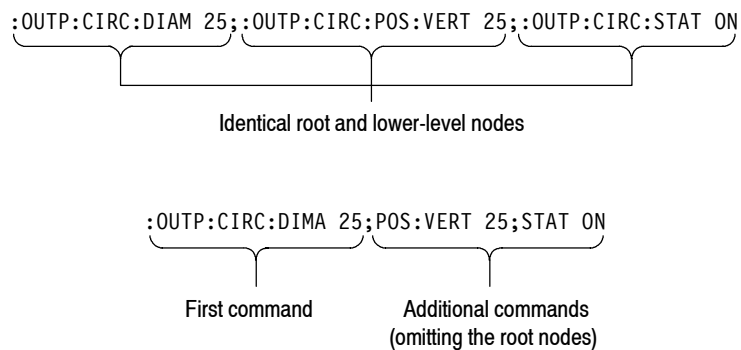 :OUTP:CIRC:DIAM 25;:OUTP:CIRC:POS:VERT 25;:OUTP:CIRC:STAT ON
Identical root and lower-level nodes
:OUTP:CIRC:DIMA 25;POS:VERT 25;STAT ON
First command
Additional commands
(omitting the root nodes)